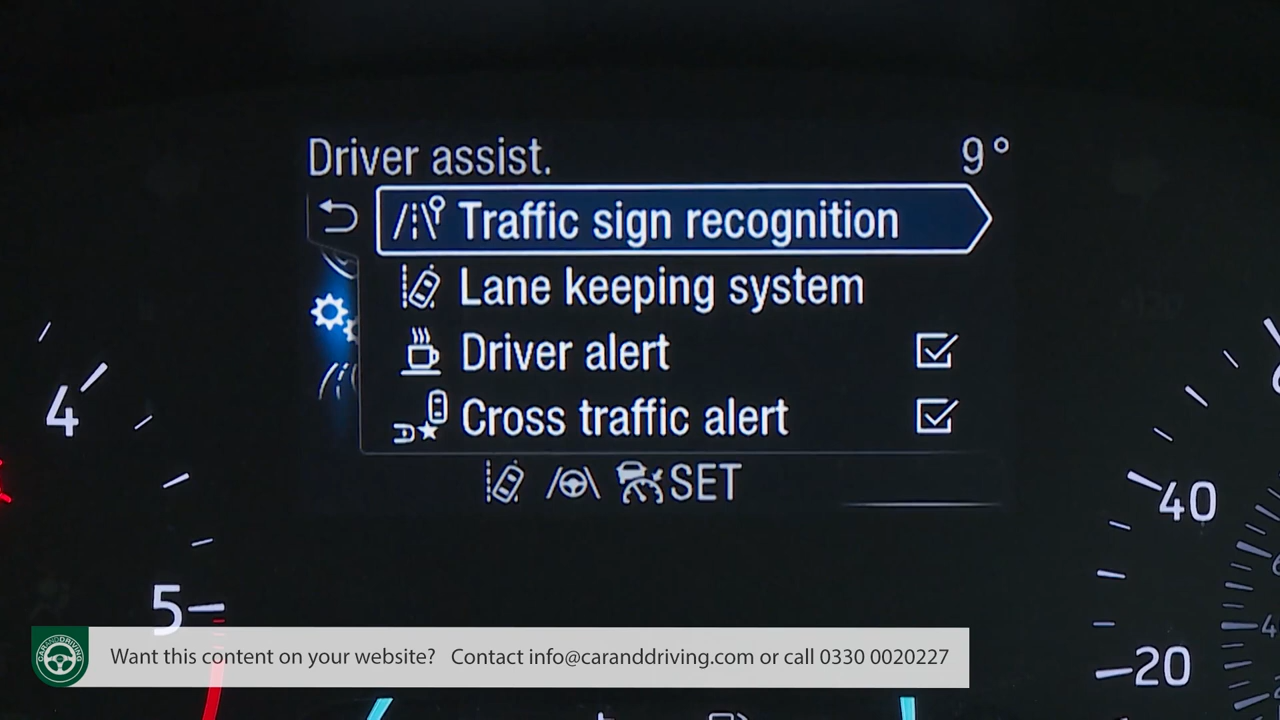 Driver assist. 9°
Traffic sign recognition
Lane keeping system
Driver alert
Cross traffic alert
SET
4
5
40
20
CARANDDRIVING
Want this content on your website? Contact info@caranddriving.com or call 0330 0020227